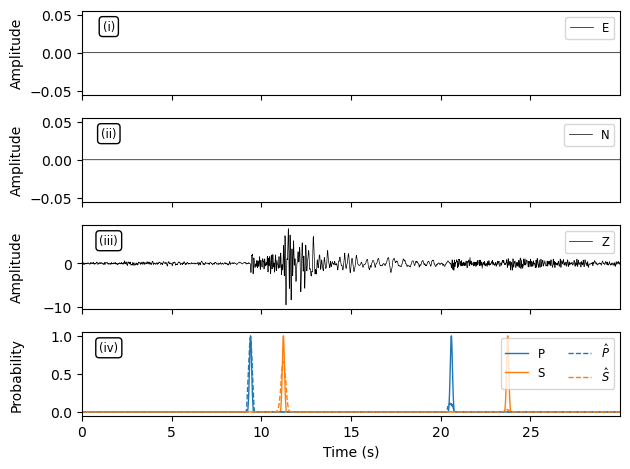 0.05
0.00
−0.05
Amplitude
(i)
E
0.05
0.00
−0.05
Amplitude
(ii)
N
0
−10
Amplitude
(iii)
Z
1.0
0.5
0.0
Probability
(iv)
P
S
P̂
Ŝ
0 5 10 15 20 25
Time (s)